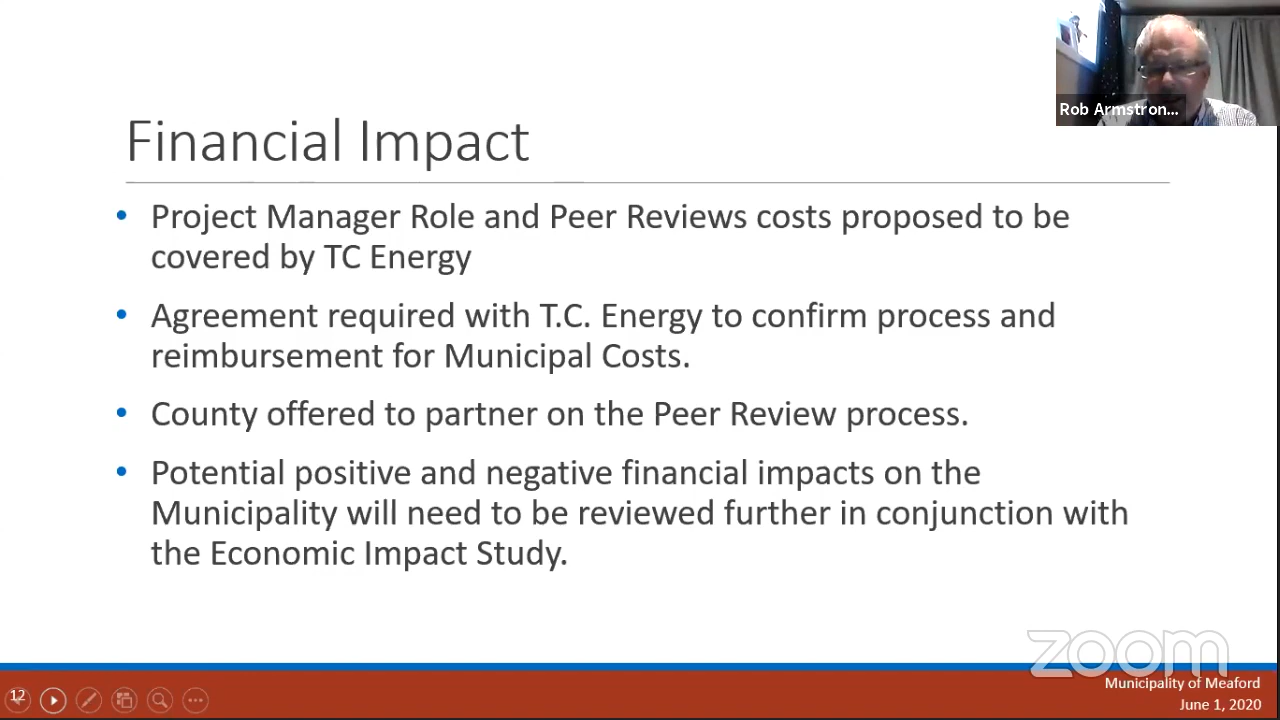 Rob Armstron...
Financial Impact
• Project Manager Role and Peer Reviews costs proposed to be
covered by TC Energy
• Agreement required with T.C. Energy to confirm process and
reimbursement for Municipal Costs.
• County offered to partner on the Peer Review process.
• Potential positive and negative financial impacts on the
Municipality will need to be reviewed further in conjunction with
the Economic Impact Study.
zoom
12
Municipality of Meaford
June 1, 2020